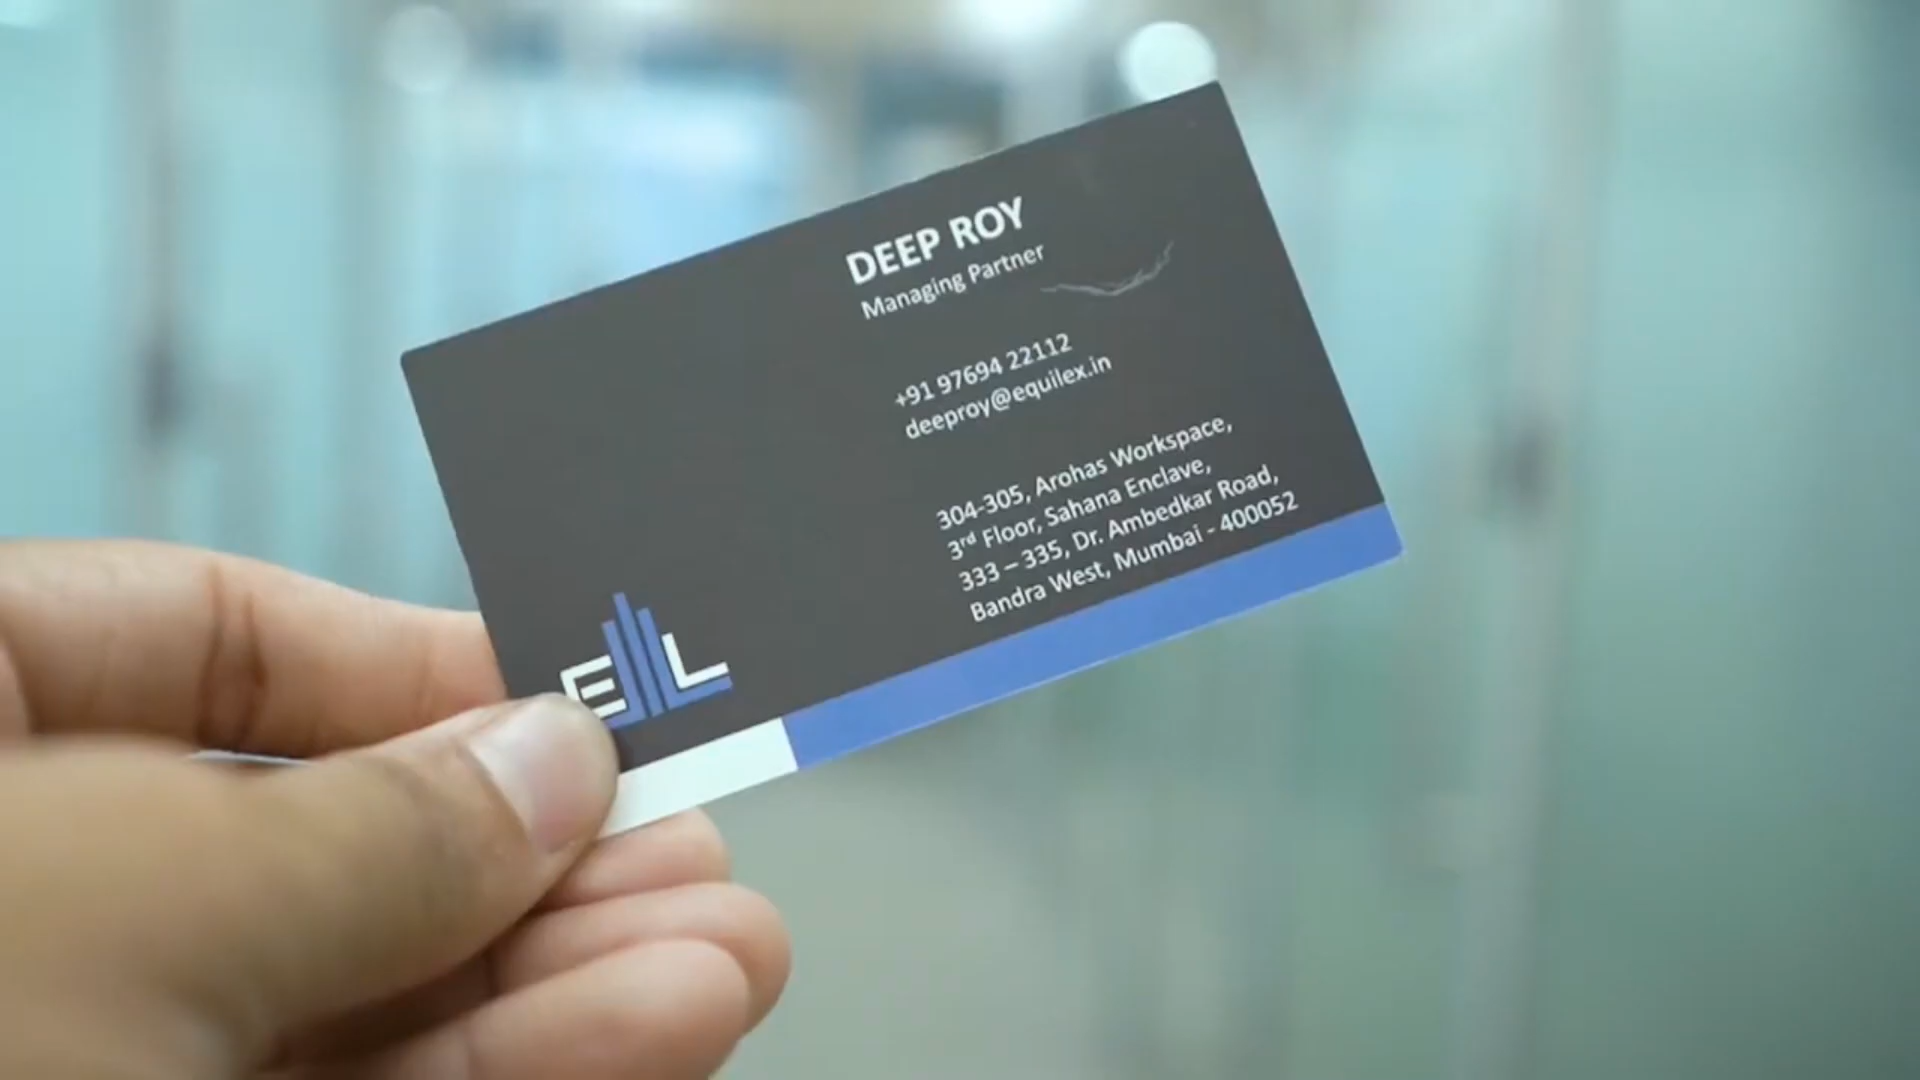 DEEP ROY
Managing Partner
+91 97694 22112
deeproy@equilex.in
304-305, Arohas Workspace,
3rd Floor, Sahana Enclave,
333 – 335, Dr. Ambedkar Road,
Bandra West, Mumbai - 400052
EL